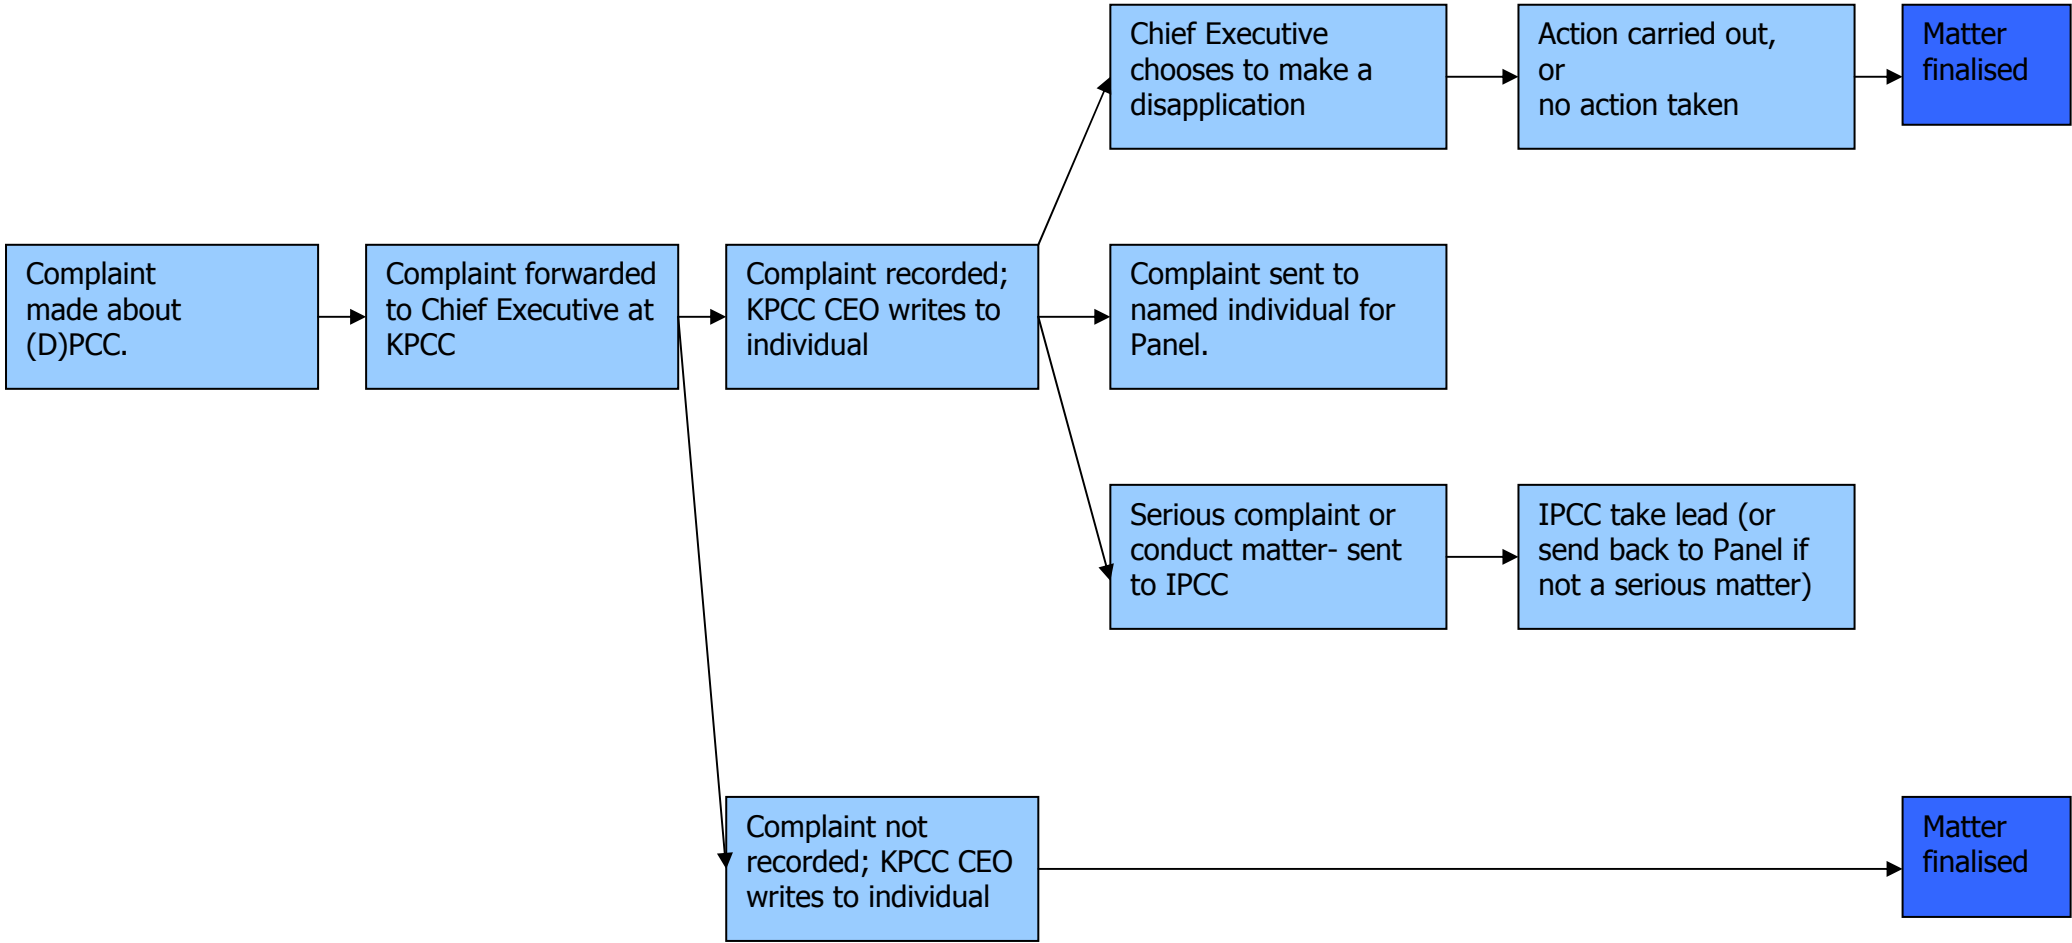 Chief Executive
chooses to make a
disapplication
Action carried out,
or
no action taken
Matter
finalised
Complaint
made about
(D)PCC.
Complaint forwarded
to Chief Executive at
KPCC
Complaint recorded;
KPCC CEO writes to
individual
Complaint sent to
named individual for
Panel.
Serious complaint or
conduct matter- sent
to IPCC
IPCC take lead (or
send back to Panel if
not a serious matter)
Complaint not
recorded; KPCC CEO
writes to individual
Matter
finalised